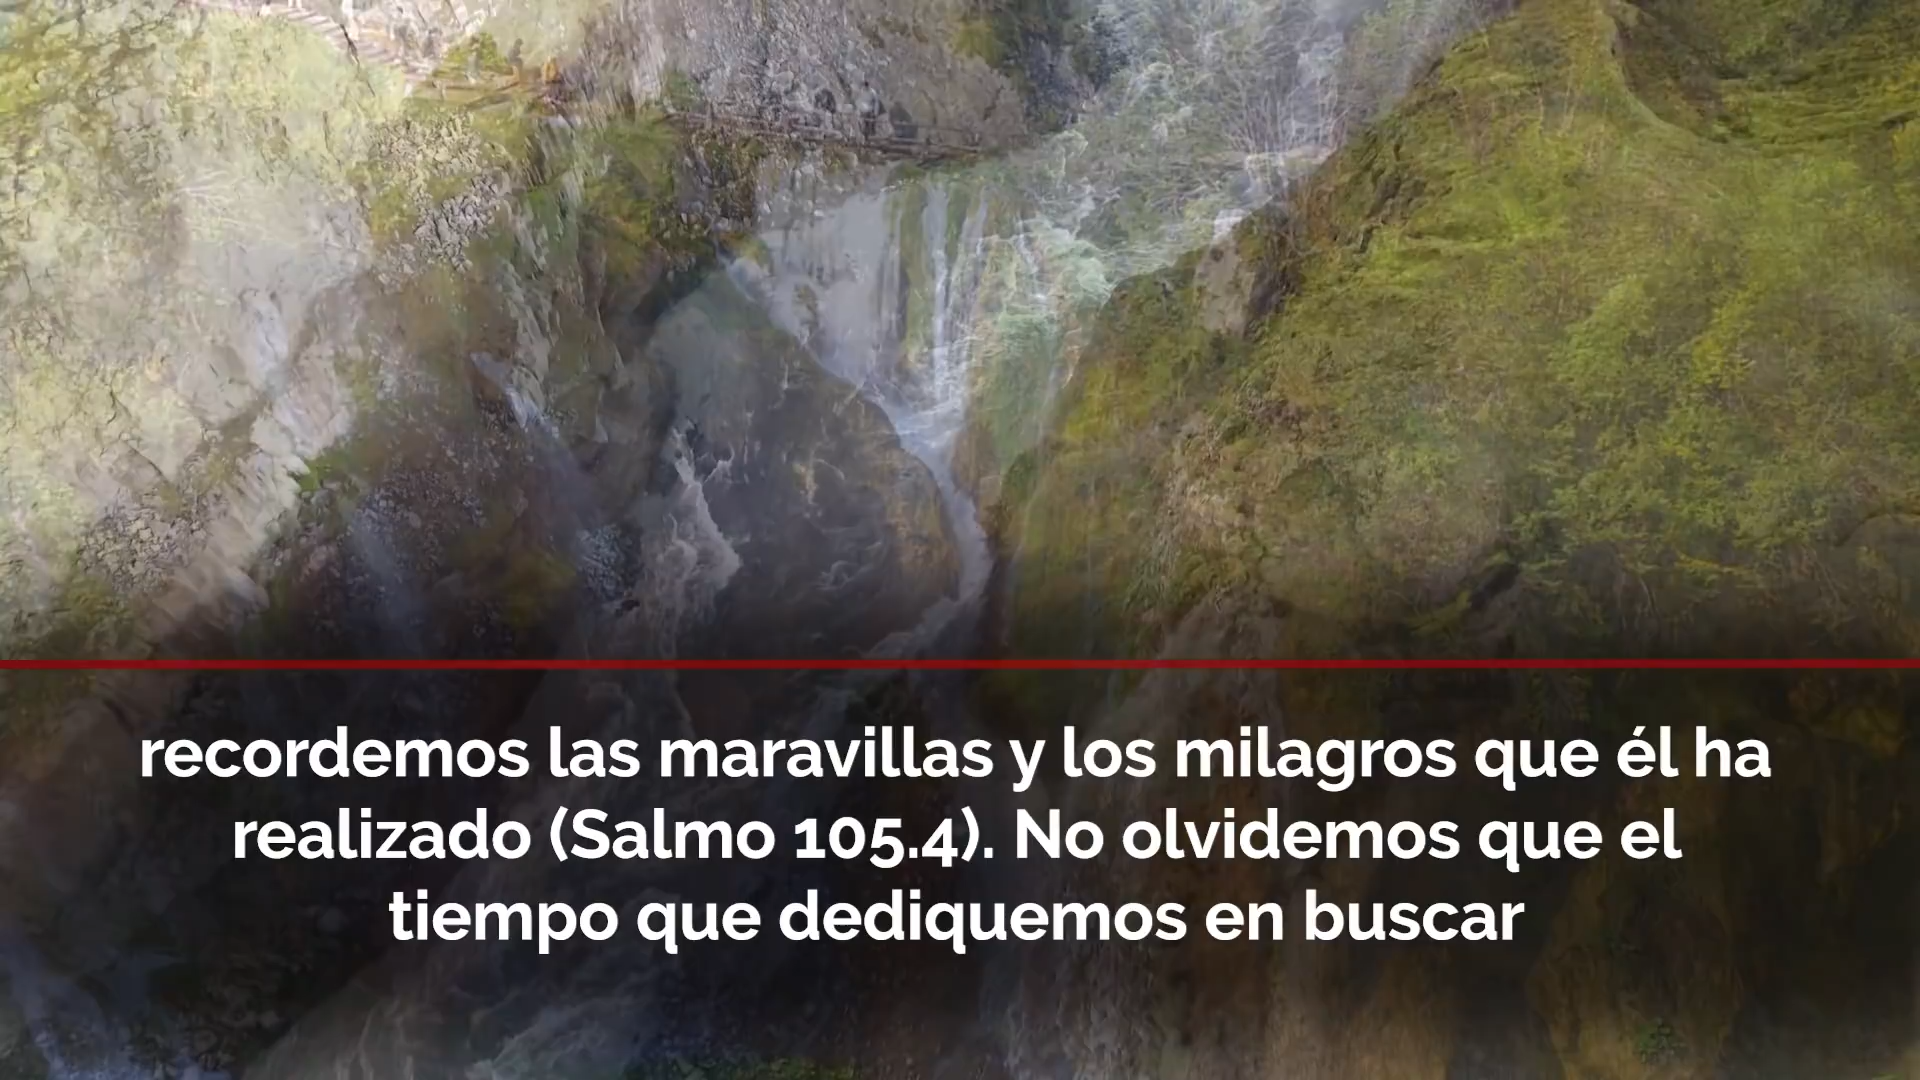 recordemos las maravillas y los milagros que él ha
realizado (Salmo 105.4). No olvidemos que el
tiempo que dediquemos en buscar